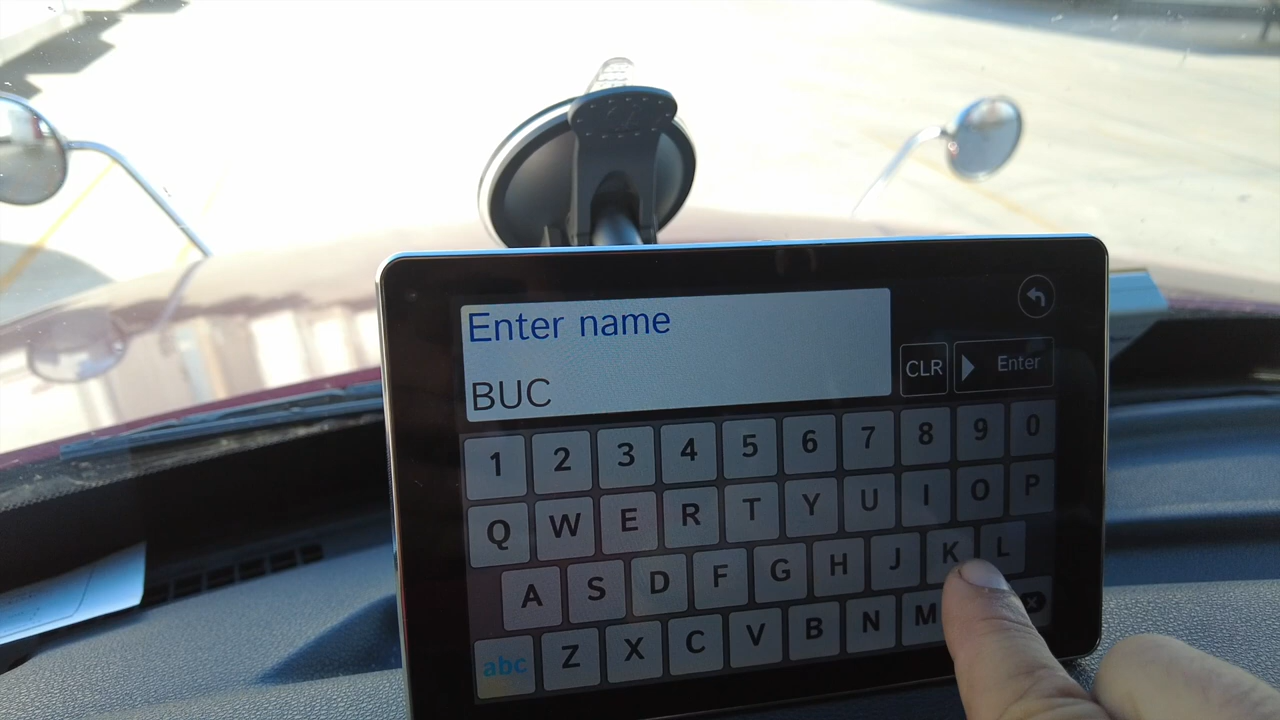 Enter name
BUC
CLR
Enter
1 2 3 4 5 6 7 8 9 0
Q W E R T Y U I O P
A S D F G H J K L
abc Z X C V B N M